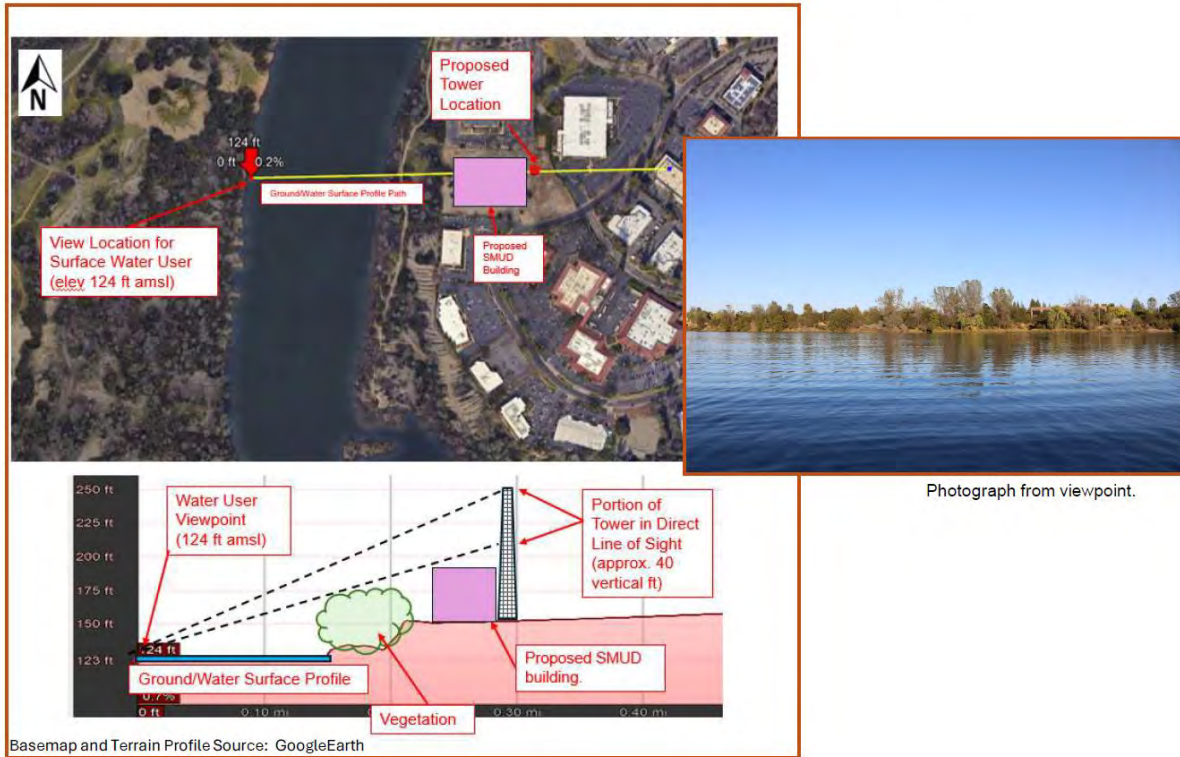 N
Proposed
Tower
Location
124 ft
0 ft
0.2%
Ground/Water Surface Profile Path
View Location for
Surface Water User
(elev 124 ft amsl)
Proposed
SMUD
Building
Photograph from viewpoint.
250 ft
225 ft
200 ft
175 ft
150 ft
123 ft
Water User
Viewpoint
(124 ft amsl)
Portion of
Tower in Direct
Line of Sight
(approx. 40
vertical ft)
24 ft
Ground/Water Surface Profile
Proposed SMUD
building.
0.7%
0 ft
0.10 mi
0.30 mi
0.40 mi
Vegetation
Basemap and Terrain Profile Source: GoogleEarth